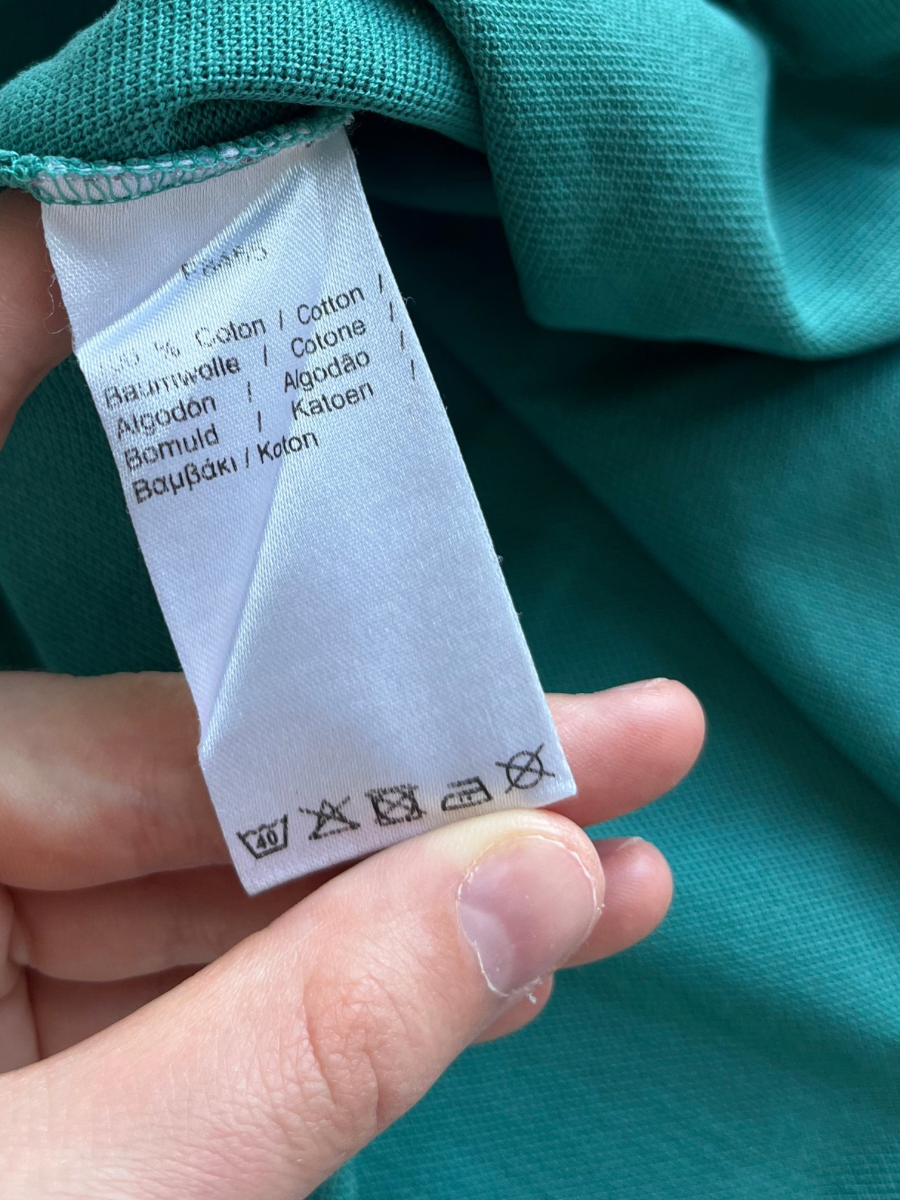 % Coton / Cotton /
Baumwolle / Cotone /
Algodón / Algodão /
Bomuld / Katoen /
Βαμβάκι / Koton
40